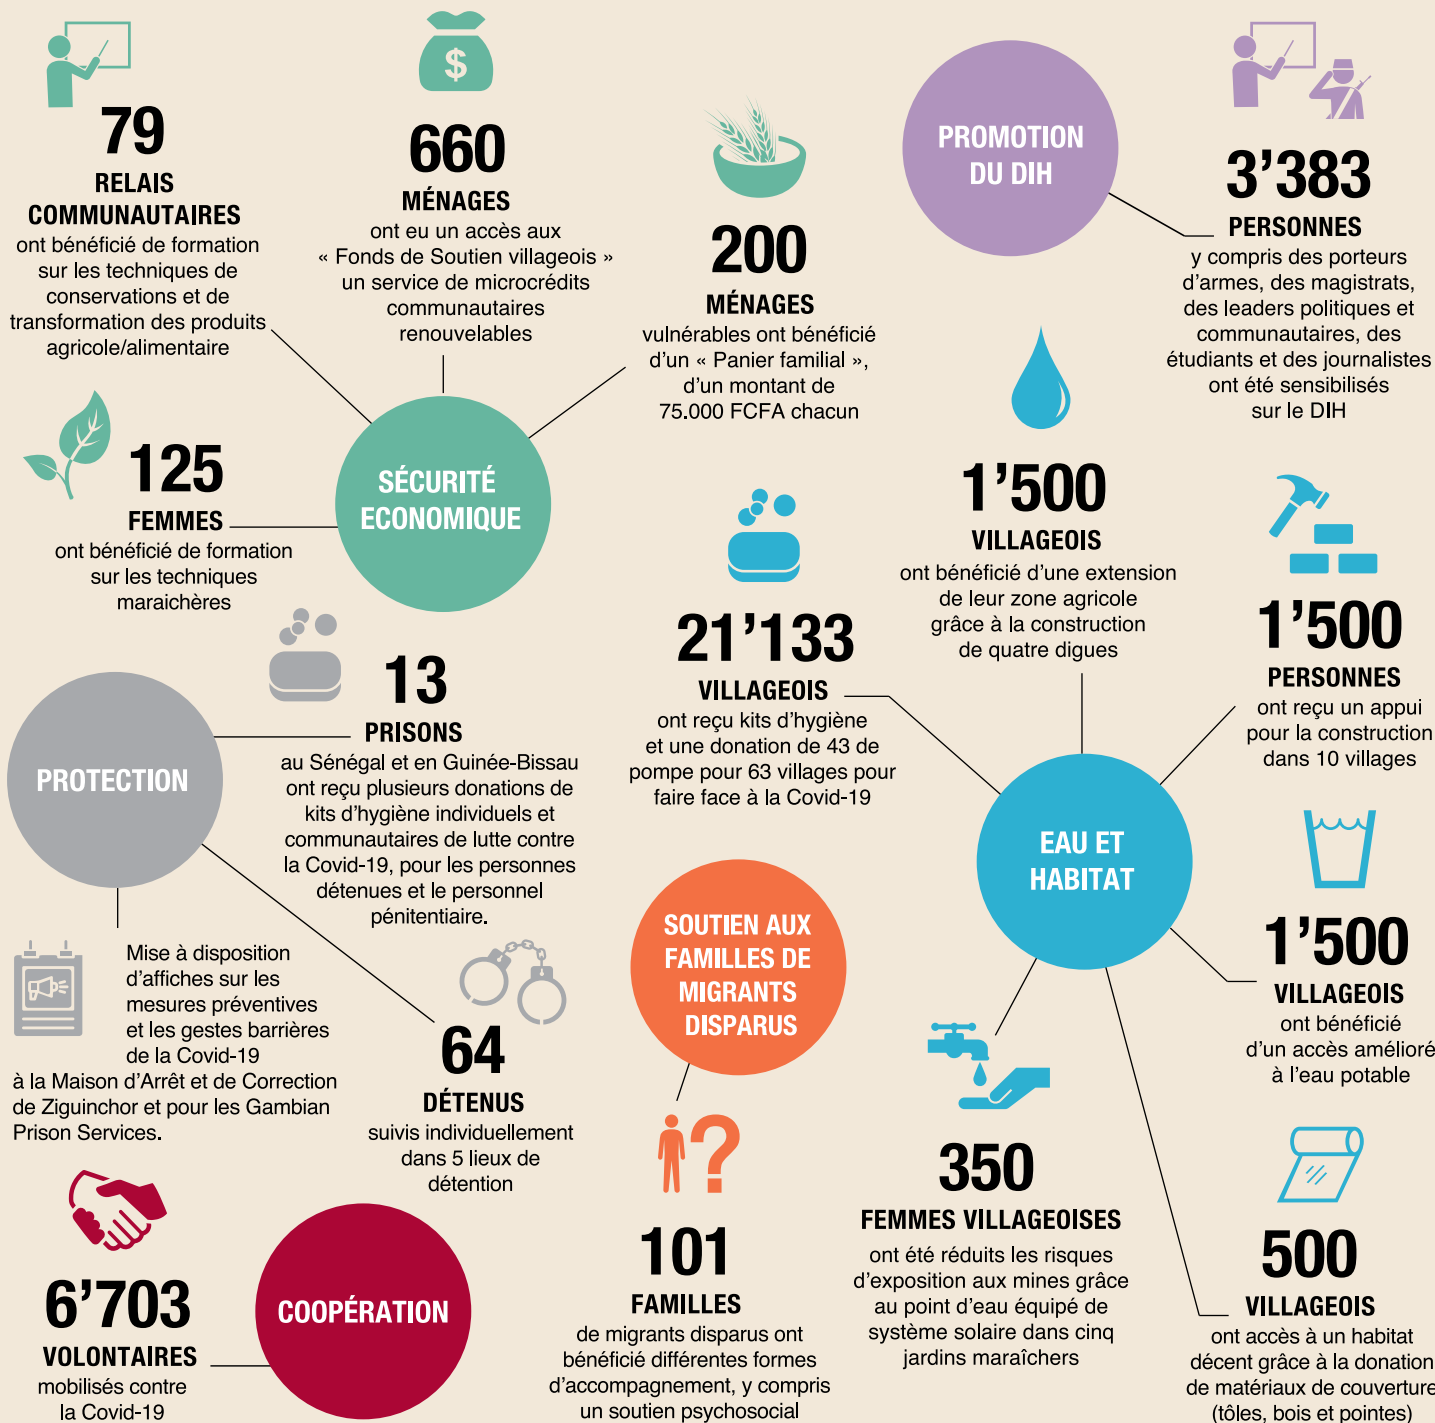 79
RELAIS
COMMUNAUTAIRES
ont bénéficié de formation
sur les techniques de
conservations et de
transformation des produits
agricole/alimentaire
$
660
MÉNAGES
ont eu un accès aux
« Fonds de Soutien villageois »
un service de microcrédits
communautaires
renouvelables
200
MÉNAGES
vulnérables ont bénéficié
d'un « Panier familial »,
d'un montant de
75.000 FCFA chacun
125
FEMMES
ont bénéficié de formation
sur les techniques
maraichères
SÉCURITÉ
ECONOMIQUE
PROMOTION
DU DIH
3'383
PERSONNES
y compris des porteurs
d'armes, des magistrats,
des leaders politiques et
communautaires, des
étudiants et des journalistes
ont été sensibilisés
sur le DIH
PROTECTION
13
PRISONS
au Sénégal et en Guinée-Bissau
ont reçu plusieurs donations de
kits d'hygiène individuels et
communautaires de lutte contre
la Covid-19, pour les personnes
détenues et le personnel
pénitentiaire.
Mise à disposition
d'affiches sur les
mesures préventives
et les gestes barrières
de la Covid-19
à la Maison d'Arrêt et de Correction
de Ziguinchor et pour les Gambian
Prison Services.
64
DÉTENUS
suivis individuellement
dans 5 lieux de
détention
21'133
VILLAGEOIS
ont reçu kits d'hygiène
et une donation de 43 de
pompe pour 63 villages pour
faire face à la Covid-19
1'500
VILLAGEOIS
ont bénéficié d'une extension
de leur zone agricole
grâce à la construction
de quatre digues
1'500
PERSONNES
ont reçu un appui
pour la construction
dans 10 villages
EAU ET
HABITAT
1'500
VILLAGEOIS
ont bénéficié
d'un accès amélioré
à l'eau potable
350
FEMMES VILLAGEOISES
ont été réduits les risques
d'exposition aux mines grâce
au point d'eau équipé de
système solaire dans cinq
jardins maraîchers
500
VILLAGEOIS
ont accès à un habitat
décent grâce à la donation
de matériaux de couverture
(tôles, bois et pointes)
SOUTIEN AUX
FAMILLES DE
MIGRANTS
DISPARUS
?
101
FAMILLES
de migrants disparus ont
bénéficié différentes formes
d'accompagnement, y compris
un soutien psychosocial
COOPÉRATION
6'703
VOLONTAIRES
mobilisés contre
la Covid-19